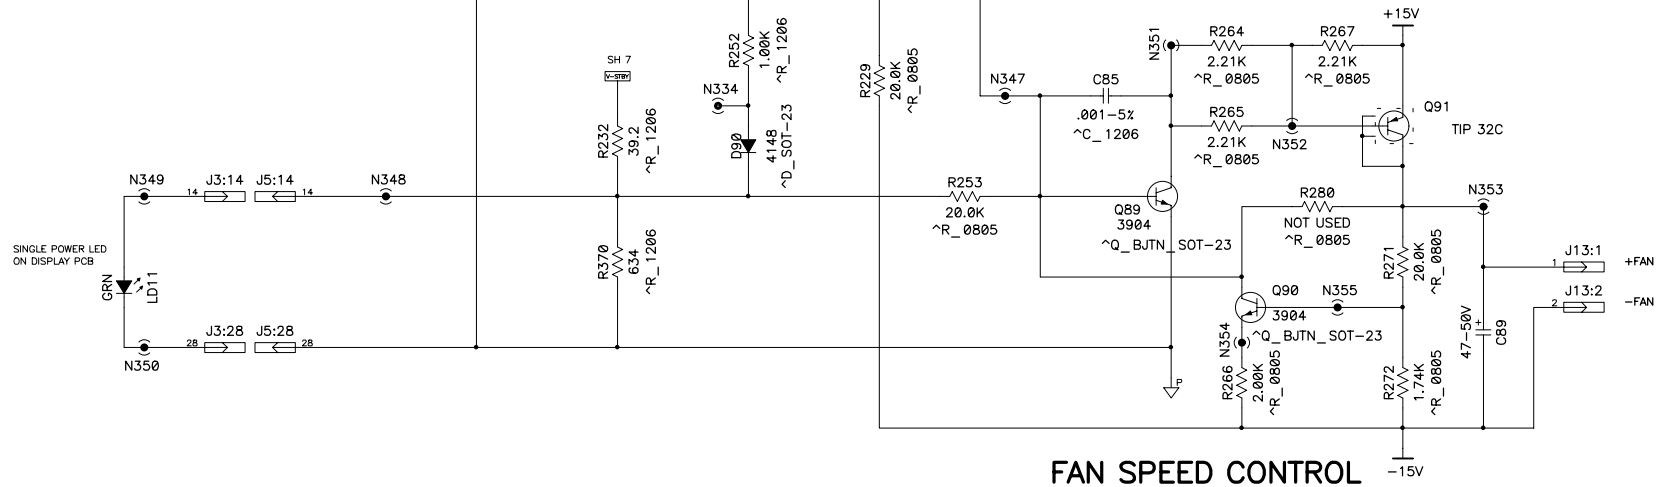 +15V
R252
1.00K
^R_1206
N351
R264
2.21K
^R_0805
R267
2.21K
^R_0805
SH 7
V-STBY
N334
R229
20.0K
^R_0805
N347
C85
.001-5%
^C_1206
R265
2.21K
^R_0805
N352
Q91
TIP 32C
R232
39.2
^R_1206
D90
4148
^D_SOT-23
N349
14
J3:14
J5:14
14
N348
R253
20.0K
^R_0805
Q89
3904
^Q_BJTN_SOT-23
R280
NOT USED
^R_0805
N353
SINGLE POWER LED
ON DISPLAY PCB
GRN
LD11
R370
634
^R_1206
R271
20.0K
^R_0805
J13:1
1
+FAN
J13:2
2
-FAN
Q90
3904
^Q_BJTN_SOT-23
N355
N354
47-50V
+
C89
N350
28
J3:28
J5:28
28
P
R266
2.00K
^R_0805
R272
1.74K
^R_0805
FAN SPEED CONTROL
-15V